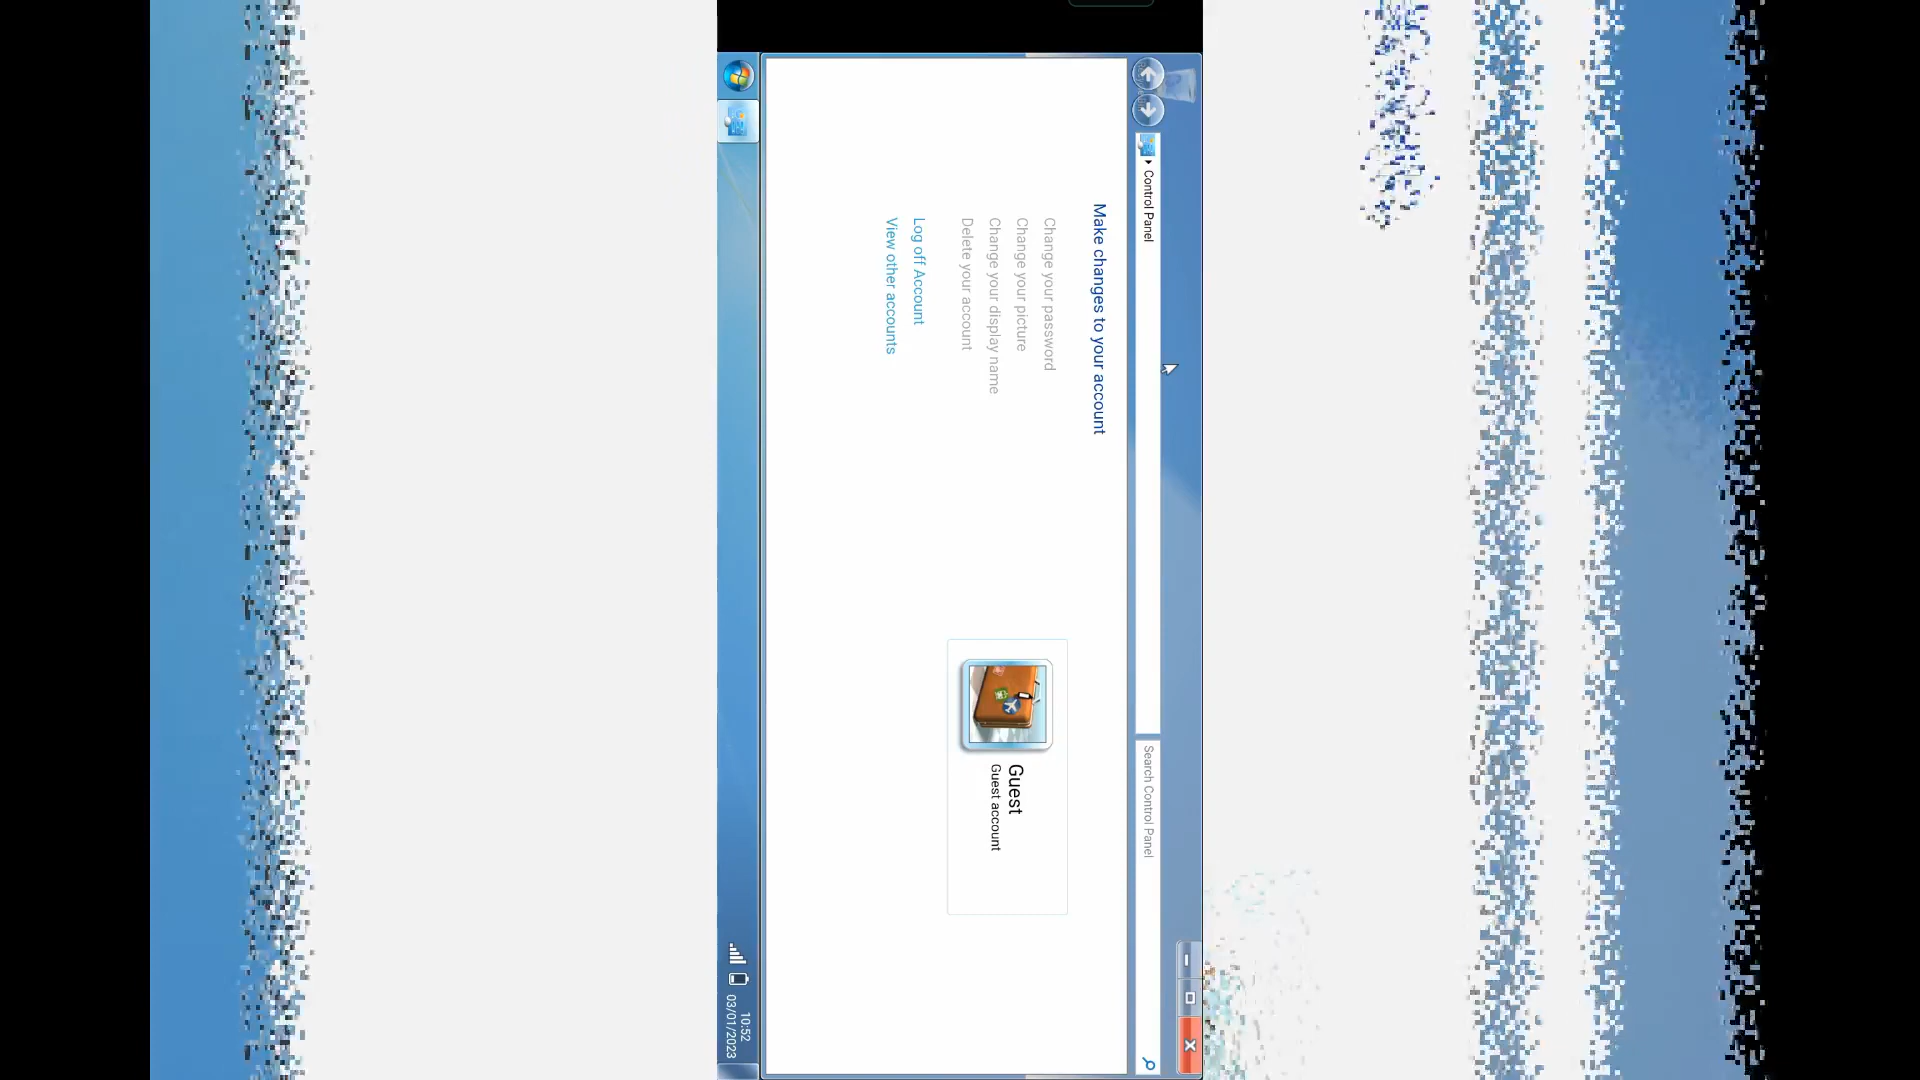 Control Panel
Search Control Panel
Make changes to your account
Change your password
Change your picture
Change your display name
Delete your account
Log off Account
View other accounts
Guest
Guest account
10:52
03/01/2023